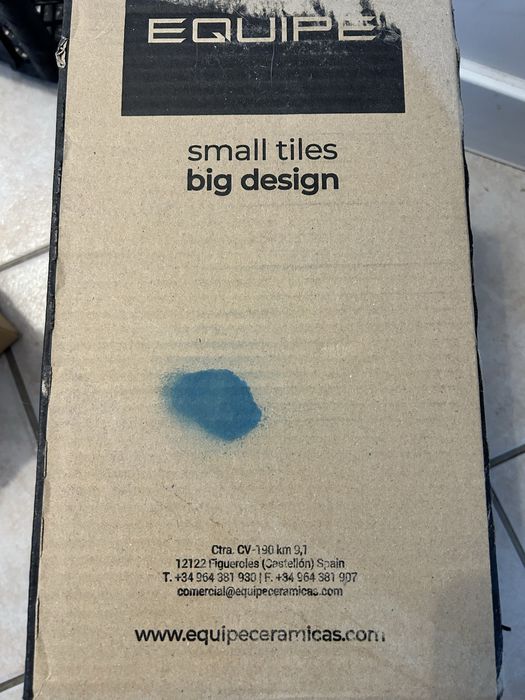 EQUIPE
small tiles
big design
Ctra. CV-190 km 9,1
12122 Figueroles (Castellón) Spain
T. +34 964 381 930 | F. +34 964 381 907
comercial@equipeceramicas.com
www.equipeceramicas.com